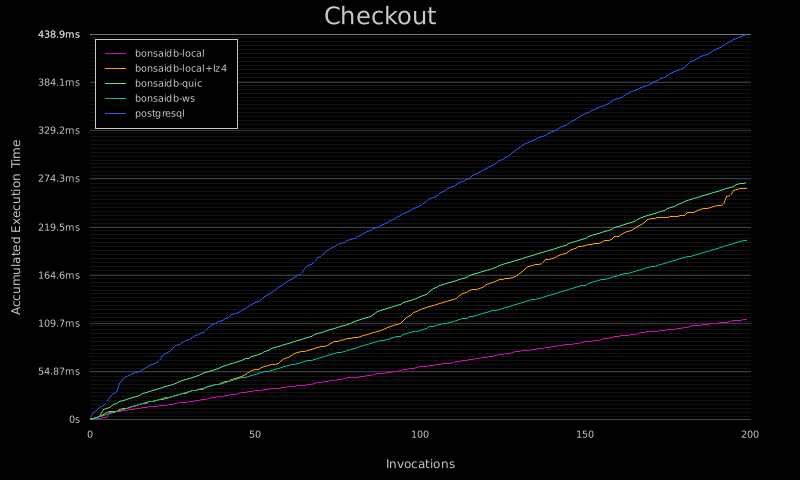 Checkout
438.9ms
384.1ms
329.2ms
274.3ms
219.5ms
164.6ms
109.7ms
54.87ms
0s
bonsaidb-local
bonsaidb-local+lz4
bonsaidb-quic
bonsaidb-ws
postgresql
Accumulated Execution Time
0
50
100
150
200
Invocations